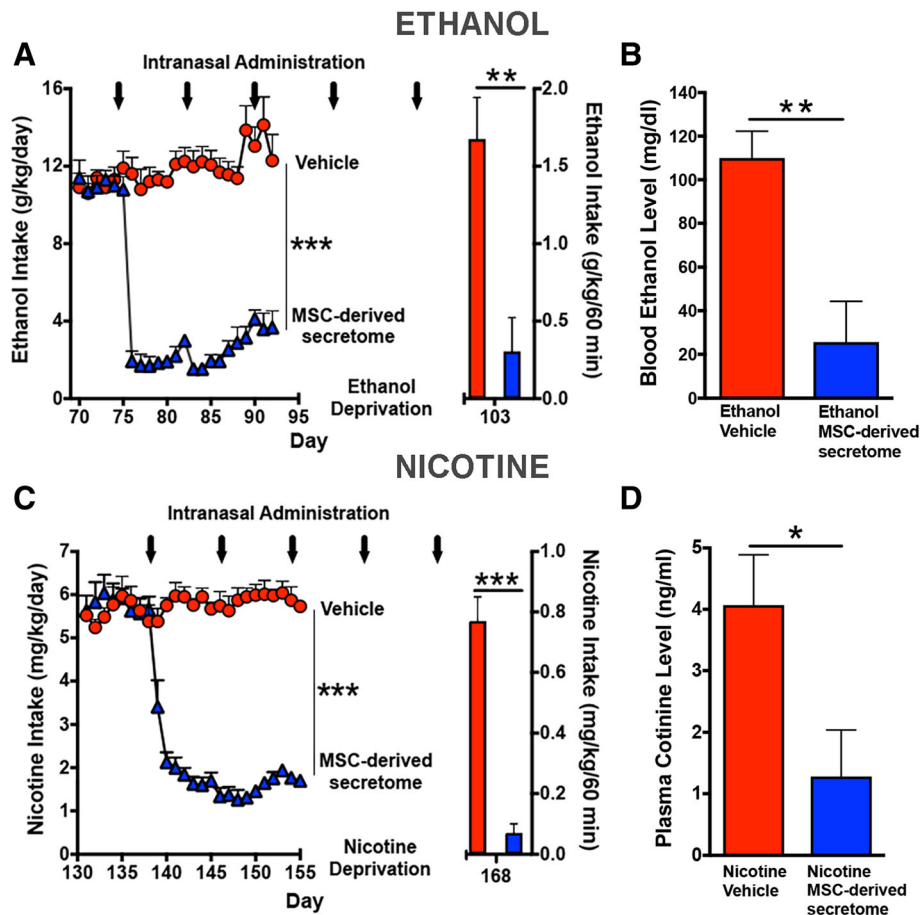 ETHANOL
A
Intranasal Administration
Ethanol Intake (g/kg/day)
16
12
8
4
0
Vehicle
***
MSC-derived
secretome
Ethanol
Deprivation
70 75 80 85 90 95
Day
**
2.0
1.5
1.0
0.5
0.0
Ethanol Intake (g/kg/60 min)
103
B
Blood Ethanol Level (mg/dl)
140
120
100
80
60
40
20
0
**
Ethanol
Vehicle
Ethanol
MSC-derived
secretome
NICOTINE
C
Intranasal Administration
Nicotine Intake (mg/kg/day)
7
6
5
4
3
2
1
0
Vehicle
***
MSC-derived
secretome
Nicotine
Deprivation
130 135 140 145 150 155
Day
***
1.0
0.8
0.6
0.4
0.2
0.0
Nicotine Intake (mg/kg/60 min)
168
D
Plasma Cotinine Level (ng/ml)
5
4
3
2
1
0
*
Nicotine
Vehicle
Nicotine
MSC-derived
secretome